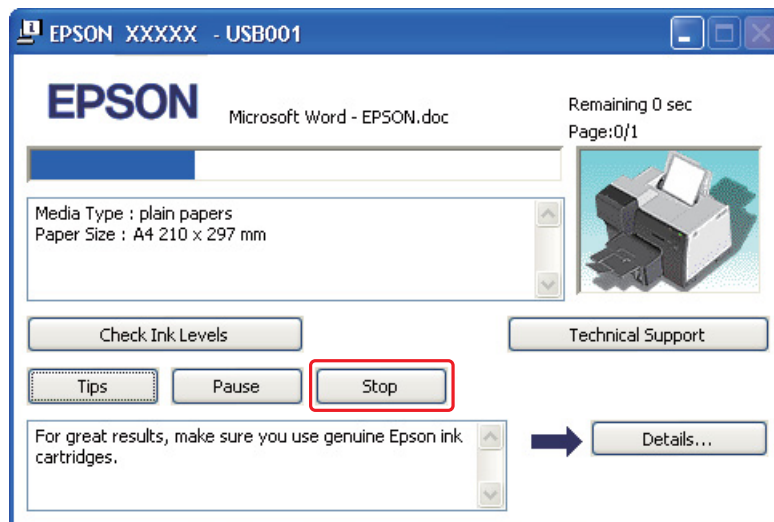 EPSON XXXXX - USB001
EPSON
Microsoft Word - EPSON.doc
Remaining 0 sec
Page:0/1
Media Type : plain papers
Paper Size : A4 210 x 297 mm
Check Ink Levels
Technical Support
Tips
Pause
Stop
For great results, make sure you use genuine Epson ink
cartridges.
Details...